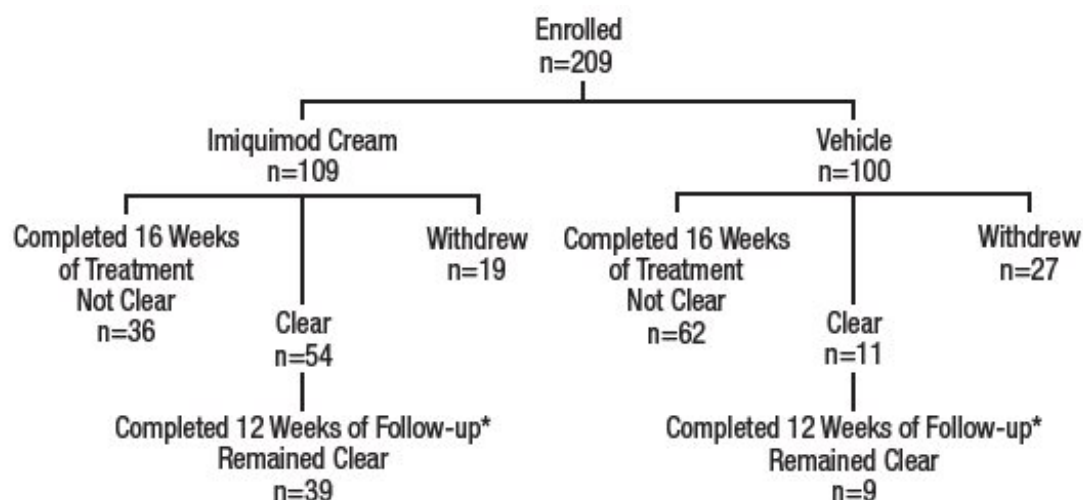 Enrolled
n=209
Imiquimod Cream
n=109
Vehicle
n=100
Completed 16 Weeks
of Treatment
Not Clear
n=36
Clear
n=54
Withdrew
n=19
Completed 12 Weeks of Follow-up*
Remained Clear
n=39
Completed 16 Weeks
of Treatment
Not Clear
n=62
Clear
n=11
Withdrew
n=27
Completed 12 Weeks of Follow-up*
Remained Clear
n=9